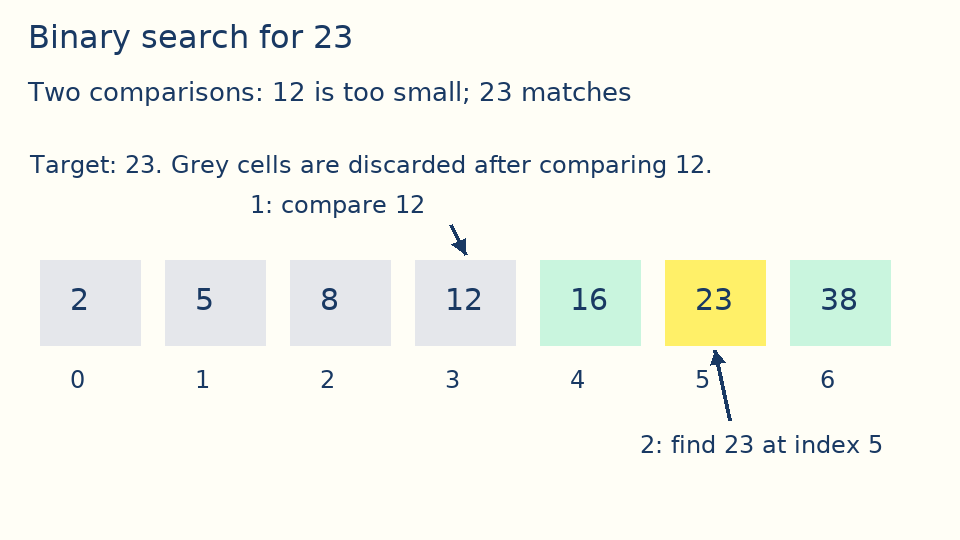 Binary search for 23
Two comparisons: 12 is too small; 23 matches
Target: 23. Grey cells are discarded after comparing 12.
1: compare 12
2 5 8 12 16 23 38
0 1 2 3 4 5 6
2: find 23 at index 5